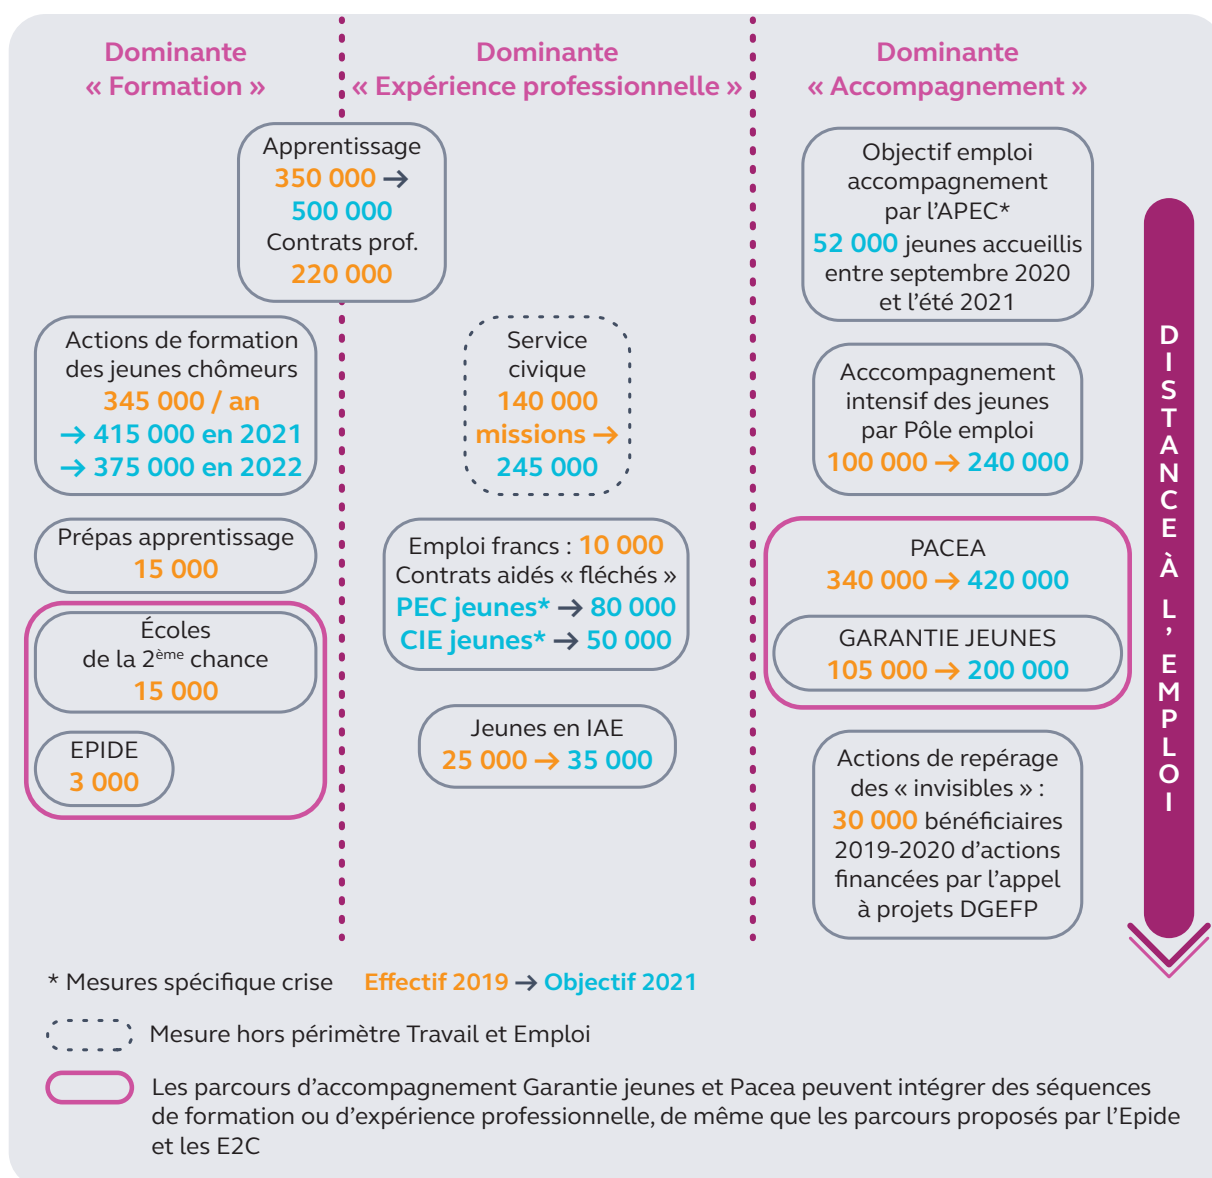 Dominante
« Formation »
Apprentissage
350 000 →
500 000
Contrats prof.
220 000
Actions de formation
des jeunes chômeurs
345 000 / an
→ 415 000 en 2021
→ 375 000 en 2022
Prépas apprentissage
15 000
Écoles
de la 2ème chance
15 000
EPIDE
3 000
Dominante
« Expérience professionnelle »
Service
civique
140 000
missions →
245 000
Emploi francs : 10 000
Contrats aidés « fléchés »
PEC jeunes* → 80 000
CIE jeunes* → 50 000
Jeunes en IAE
25 000 → 35 000
Dominante
« Accompagnement »
Objectif emploi
accompagnement
par l’APEC*
52 000 jeunes accueillis
entre septembre 2020
et l’été 2021
Acccompagnement
intensif des jeunes
par Pôle emploi
100 000 → 240 000
PACEA
340 000 → 420 000
GARANTIE JEUNES
105 000 → 200 000
Actions de repérage
des « invisibles » :
30 000 bénéficiaires
2019-2020 d’actions
financées par l’appel
à projets DGEFP
DISTANCE À L’EMPLOI
* Mesures spécifique crise Effectif 2019 → Objectif 2021
Mesure hors périmètre Travail et Emploi
Les parcours d’accompagnement Garantie jeunes et Pacea peuvent intégrer des séquences
de formation ou d’expérience professionnelle, de même que les parcours proposés par l’Epide
et les E2C